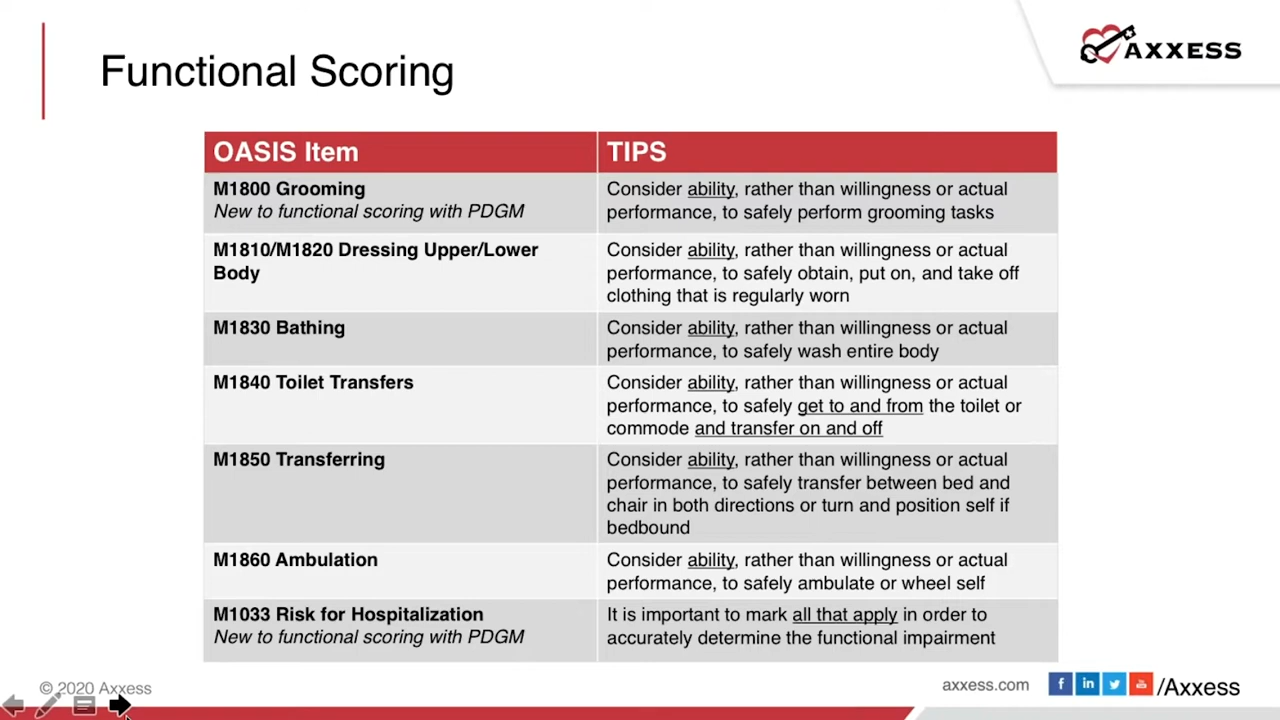 Functional Scoring
AXXESS
OASIS Item
TIPS
M1800 Grooming
New to functional scoring with PDGM
Consider ability, rather than willingness or actual
performance, to safely perform grooming tasks
M1810/M1820 Dressing Upper/Lower
Body
Consider ability, rather than willingness or actual
performance, to safely obtain, put on, and take off
clothing that is regularly worn
M1830 Bathing
Consider ability, rather than willingness or actual
performance, to safely wash entire body
M1840 Toilet Transfers
Consider ability, rather than willingness or actual
performance, to safely get to and from the toilet or
commode and transfer on and off
M1850 Transferring
Consider ability, rather than willingness or actual
performance, to safely transfer between bed and
chair in both directions or turn and position self if
bedbound
M1860 Ambulation
Consider ability, rather than willingness or actual
performance, to safely ambulate or wheel self
M1033 Risk for Hospitalization
New to functional scoring with PDGM
It is important to mark all that apply in order to
accurately determine the functional impairment
© 2020 Axxess
axxess.com
f
in
/Axxess